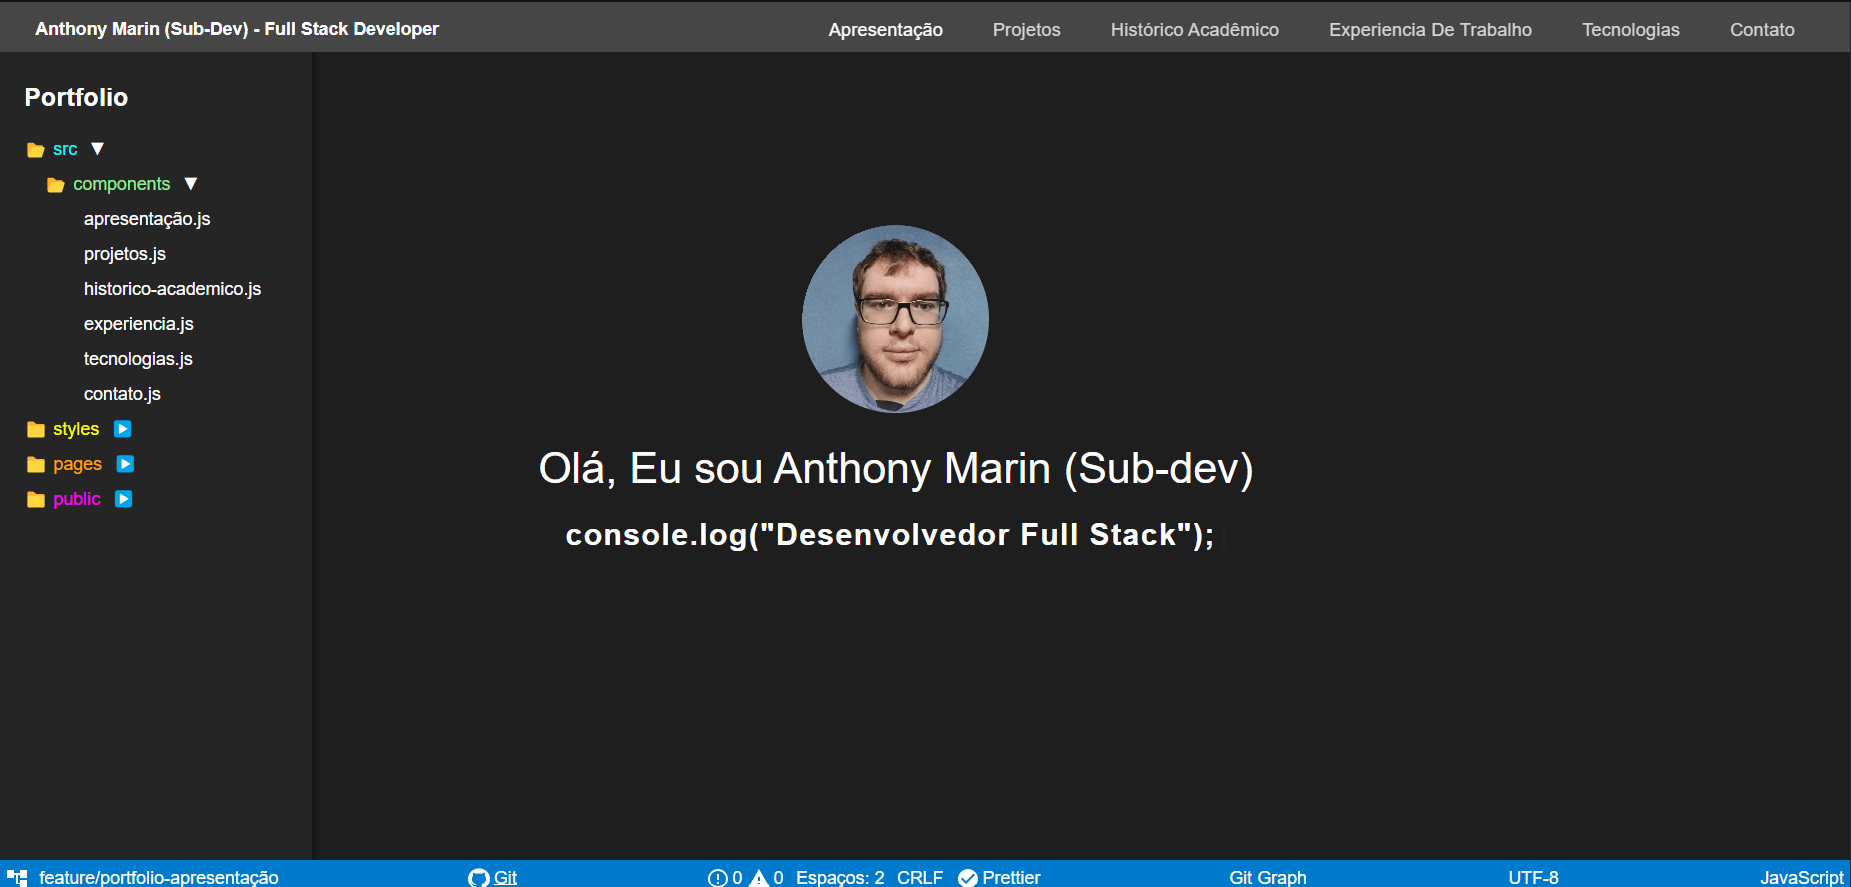 Anthony Marin (Sub-Dev) - Full Stack Developer
Apresentação Projetos Histórico Acadêmico Experiencia De Trabalho Tecnologias Contato
Portfolio
src
components
apresentação.js
projetos.js
historico-academico.js
experiencia.js
tecnologias.js
contato.js
styles
pages
public
Olá, Eu sou Anthony Marin (Sub-dev)
console.log("Desenvolvedor Full Stack");
feature/portfolio-apresentação Git 0 0 Espaços: 2 CRLF Prettier Git Graph UTF-8 JavaScript